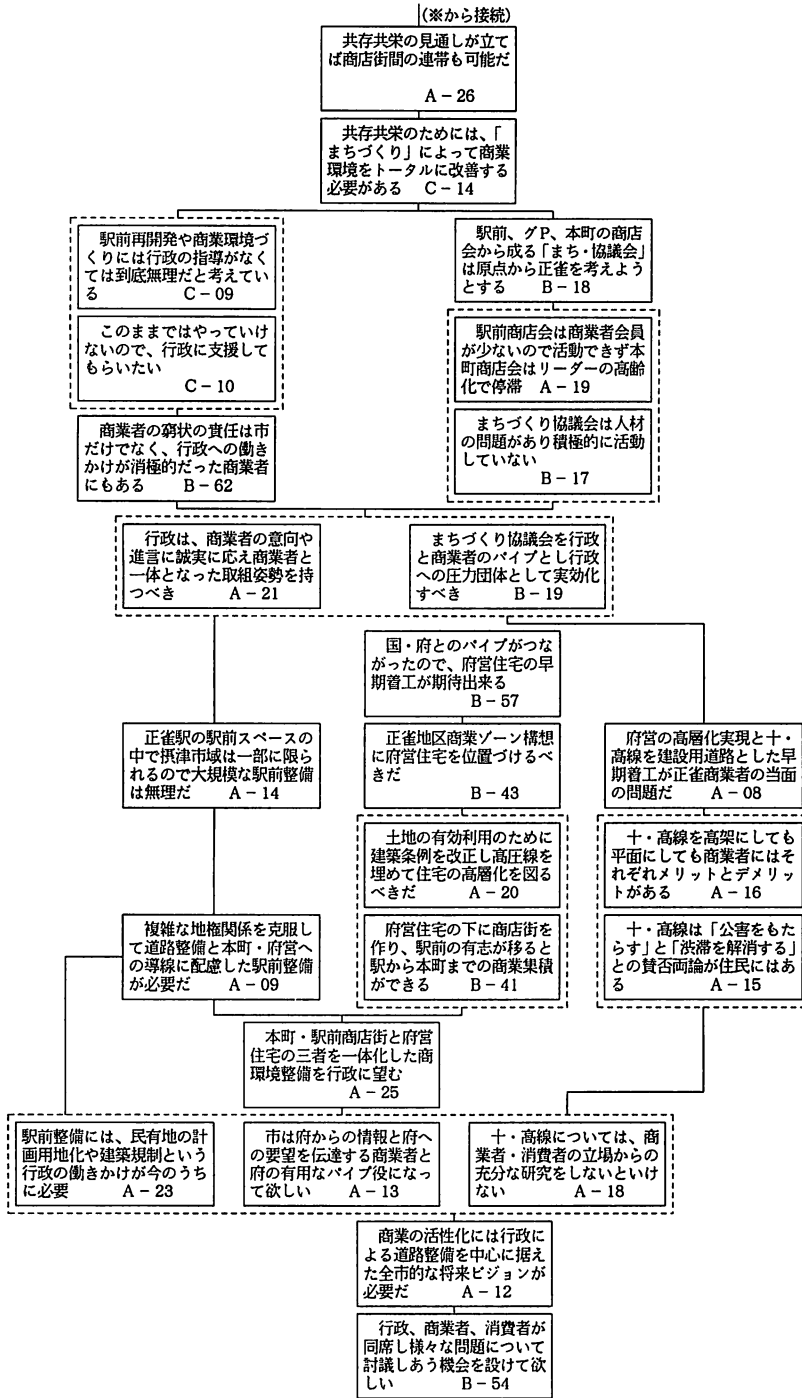 (※から接続)
共存共栄の見通しが立て
ば商店街間の連帯も可能だ
A－26
共存共栄のためには、「
まちづくり」によって商業
環境をトータルに改善する
必要がある C－14
駅前再開発や商業環境づ
くりには行政の指導がなく
ては到底無理だと考えてい
る C－09
このままではやっていけ
ないので、行政に支援して
もらいたい
C－10
商業者の窮状の責任は市
だけでなく、行政への働き
かけが消極的だった商業者
にもある B－62
駅前、グP、本町の商店
会から成る「まち・協議会」
は原点から正雀を考えよう
とする B－18
駅前商店会は商業者会員
が少ないので活動できず本
町商店会はリーダーの高齢
化で停滞 A－19
まちづくり協議会は人材
の問題があり積極的に活動
していない
B－17
行政は、商業者の意向や
進言に誠実に応え商業者と
一体となった取組姿勢を持
つべき A－21
まちづくり協議会を行政
と商業者のパイプとし行政
への圧力団体として実効化
すべき B－19
国・府とのパイプがつな
がったので、府営住宅の早
期着工が期待出来る
B－57
正雀駅の駅前スペースの
中で摂津市域は一部に限ら
れるので大規模な駅前整備
は無理だ A－14
正雀地区商業ゾーン構想
に府営住宅を位置づけるべ
きだ
B－43
府営の高層化実現と十・
高線を建設用道路とした早
期着工が正雀商業者の当面
の問題だ A－08
土地の有効利用のために
建築条例を改正し高圧線を
埋めて住宅の高層化を図る
べきだ A－20
十・高線を高架にしても
平面にしても商業者にはそ
れぞれメリットとデメリッ
トがある A－16
複雑な地権関係を克服し
て道路整備と本町・府営へ
の導線に配慮した駅前整備
が必要だ A－09
府営住宅の下に商店街を
作り、駅前の有志が移ると
駅から本町までの商業集積
ができる B－41
十・高線は「公害をもた
らす」と「渋滞を解消する」
との賛否両論が住民にはあ
る A－15
本町・駅前商店街と府営
住宅の三者を一体化した商
環境整備を行政に望む
A－25
駅前整備には、民有地の計
画用地化や建築規制という
行政の働きかけが今のうち
に必要 A－23
市は府からの情報と府への
要望を伝達する商業者と
府の有用なパイプ役になっ
て欲しい A－13
十・高線については、商
業者・消費者の立場からの
充分な研究をしないといけ
ない A－18
商業の活性化には行政に
よる道路整備を中心に据え
た全市的な将来ビジョンが
必要だ A－12
行政、商業者、消費者が
同席し様々な問題について
討議しあう機会を設けて欲
しい B－54